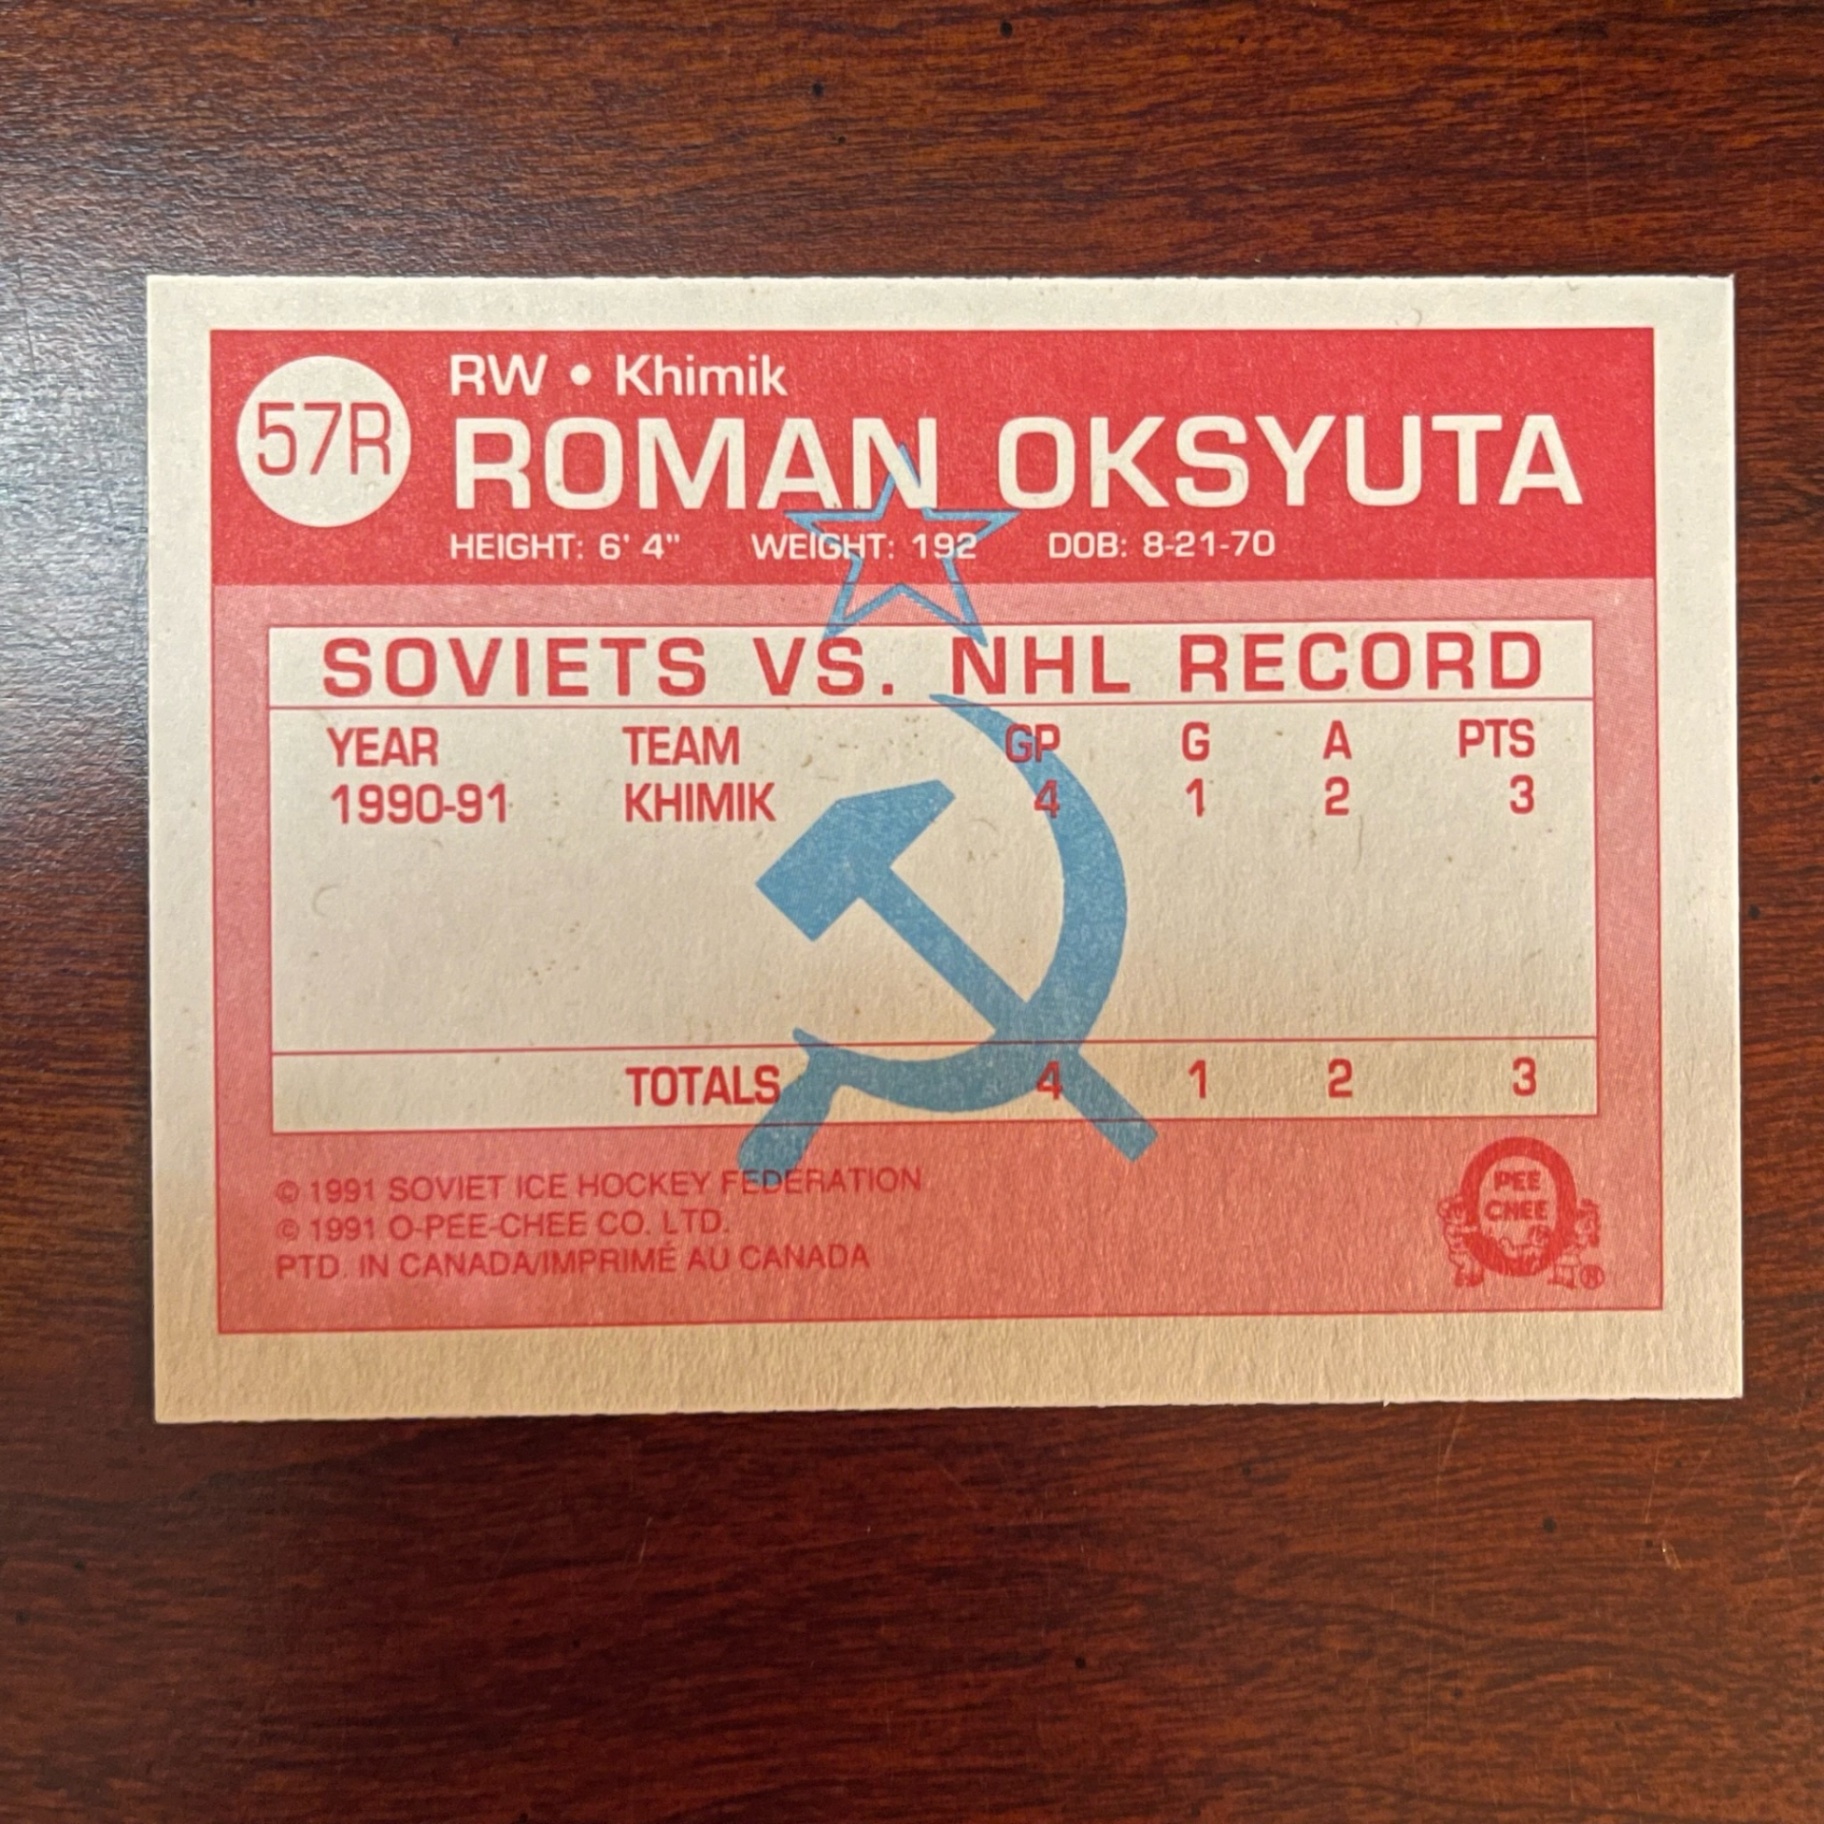 57R
RW • Khimik
ROMAN OKSYUTA
HEIGHT: 6' 4" WEIGHT: 192 DOB: 8-21-70
SOVIETS VS. NHL RECORD
YEAR TEAM GP G A PTS
1990-91 KHIMIK 4 1 2 3
TOTALS 4 1 2 3
© 1991 SOVIET ICE HOCKEY FEDERATION
© 1991 O-PEE-CHEE CO. LTD.
PTD. IN CANADA/IMPRIMÉ AU CANADA
O
PEE
CHEE
®